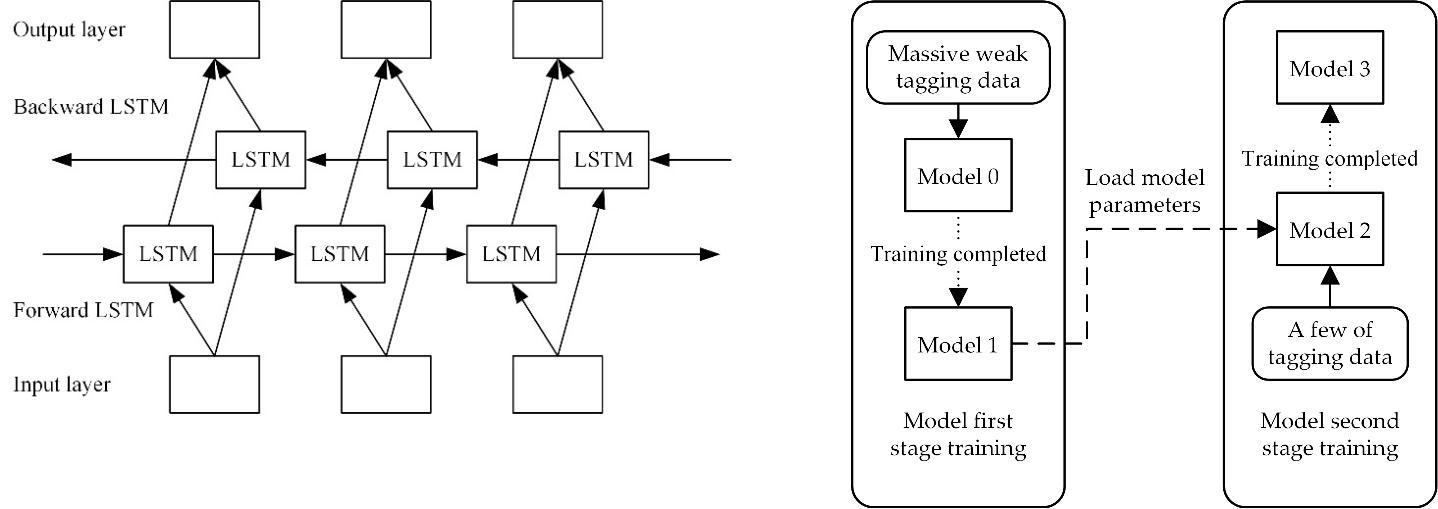 Output layer
Backward LSTM
LSTM
LSTM
LSTM
LSTM
LSTM
LSTM
Forward LSTM
Input layer
Massive weak
tagging data
Model 0
Training completed
Model 1
Model first
stage training
Load model
parameters
Model 3
Training completed
Model 2
A few of
tagging data
Model second
stage training